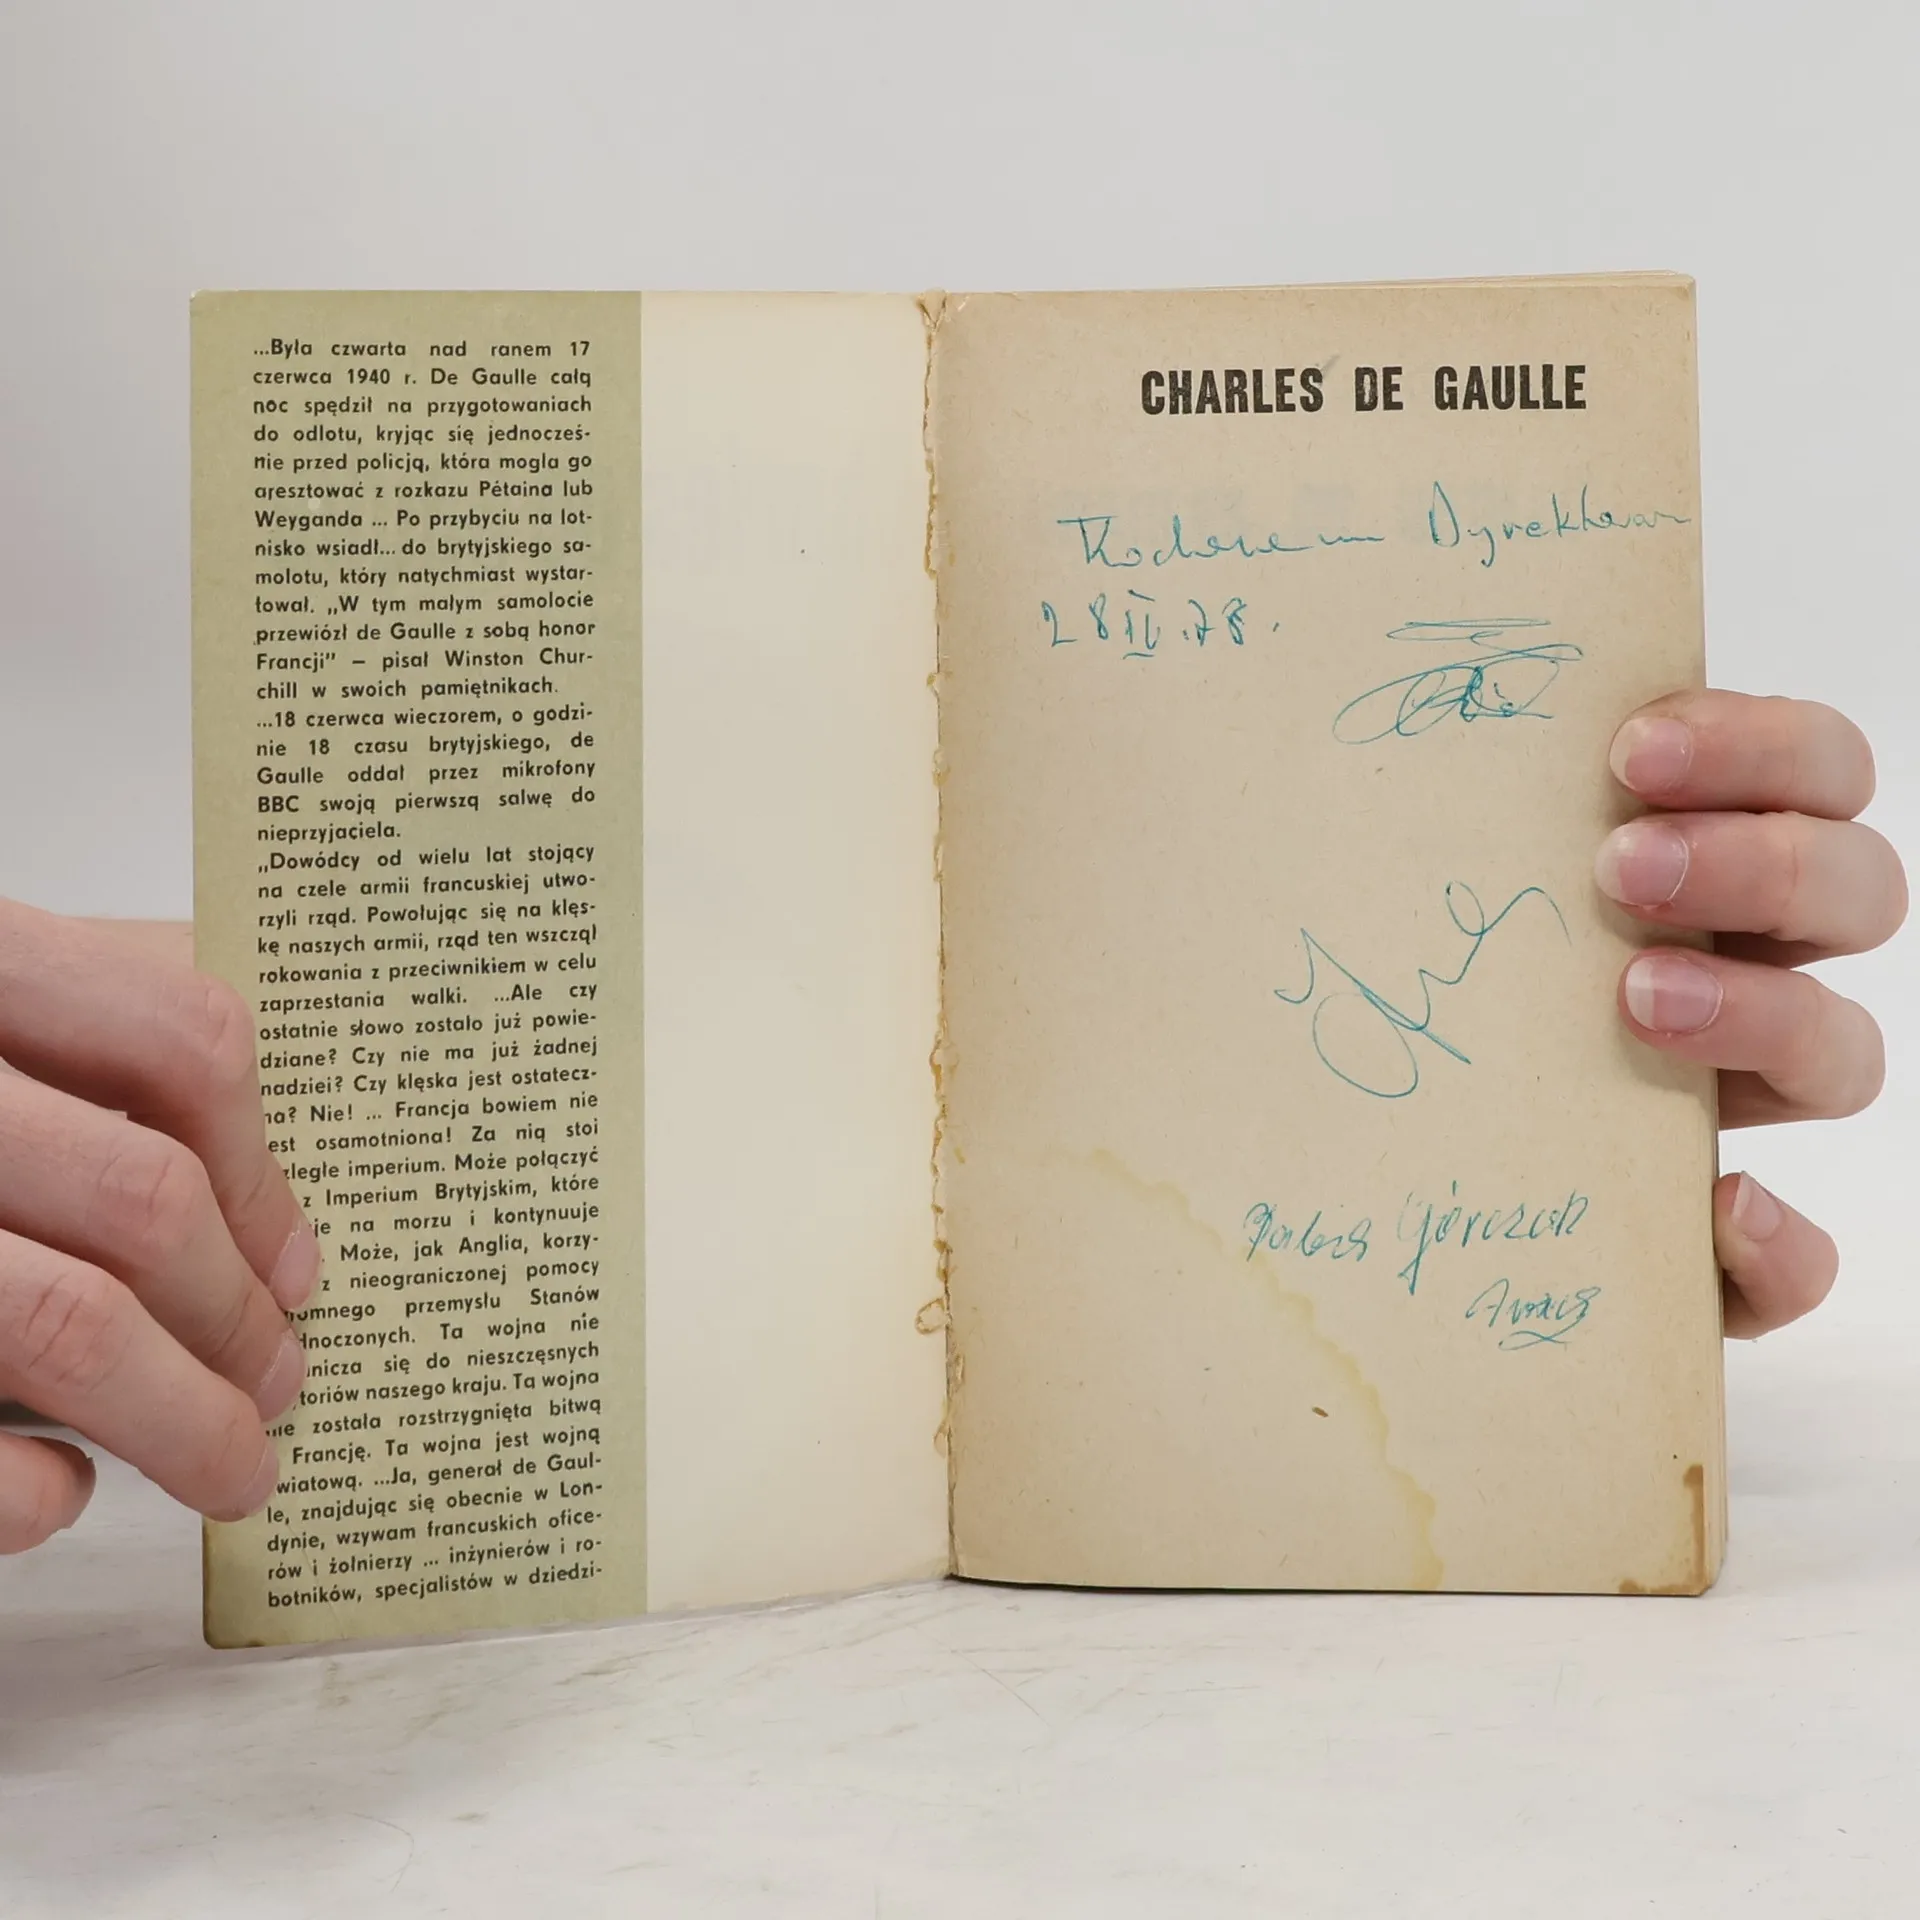 ...Była czwarta nad ranem 17
czerwca 1940 r. De Gaulle całą
noc spędził na przygotowaniach
do odlotu, kryjąc się jednocześ-
nie przed policją, która mogła go
aresztować z rozkazu Pétaina lub
Weyganda ... Po przybyciu na lot-
nisko wsiadł... do brytyjskiego sa-
molotu, który natychmiast wystar-
tował. „W tym małym samolocie
przewiózł de Gaulle z sobą honor
Francji” – pisał Winston Chur-
chill w swoich pamiętnikach.
...18 czerwca wieczorem, o godzi-
nie 18 czasu brytyjskiego, de
Gaulle oddał przez mikrofony
BBC swoją pierwszą salwę do
nieprzyjaciela.
„Dowódcy od wielu lat stojący
na czele armii francuskiej utwo-
rzyli rząd. Powołując się na klęs-
kę naszych armii, rząd ten wszczął
rokowania z przeciwnikiem w celu
zaprzestania walki. ...Ale czy
ostatnie słowo zostało już powie-
dziane? Czy nie ma już żadnej
nadziei? Czy klęska jest ostatecz-
na? Nie! ... Francja bowiem nie
est osamotniona! Za nią stoi
zległe imperium. Może połączyć
z Imperium Brytyjskim, które
je na morzu i kontynuuje
. Może, jak Anglia, korzy-
z nieograniczonej pomocy
omnego przemysłu Stanów
dnoczonych. Ta wojna nie
nicza się do nieszczęsnych
toriów naszego kraju. Ta wojna
nie została rozstrzygnięta bitwą
Francję. Ta wojna jest wojną
wiatową. ...Ja, generał de Gaul-
le, znajdując się obecnie w Lon-
dynie, wzywam francuskich ofice-
rów i żołnierzy ... inżynierów i ro-
botników, specjalistów w dziedzi-
CHARLES DE GAULLE
28 IV.78.
Górczak